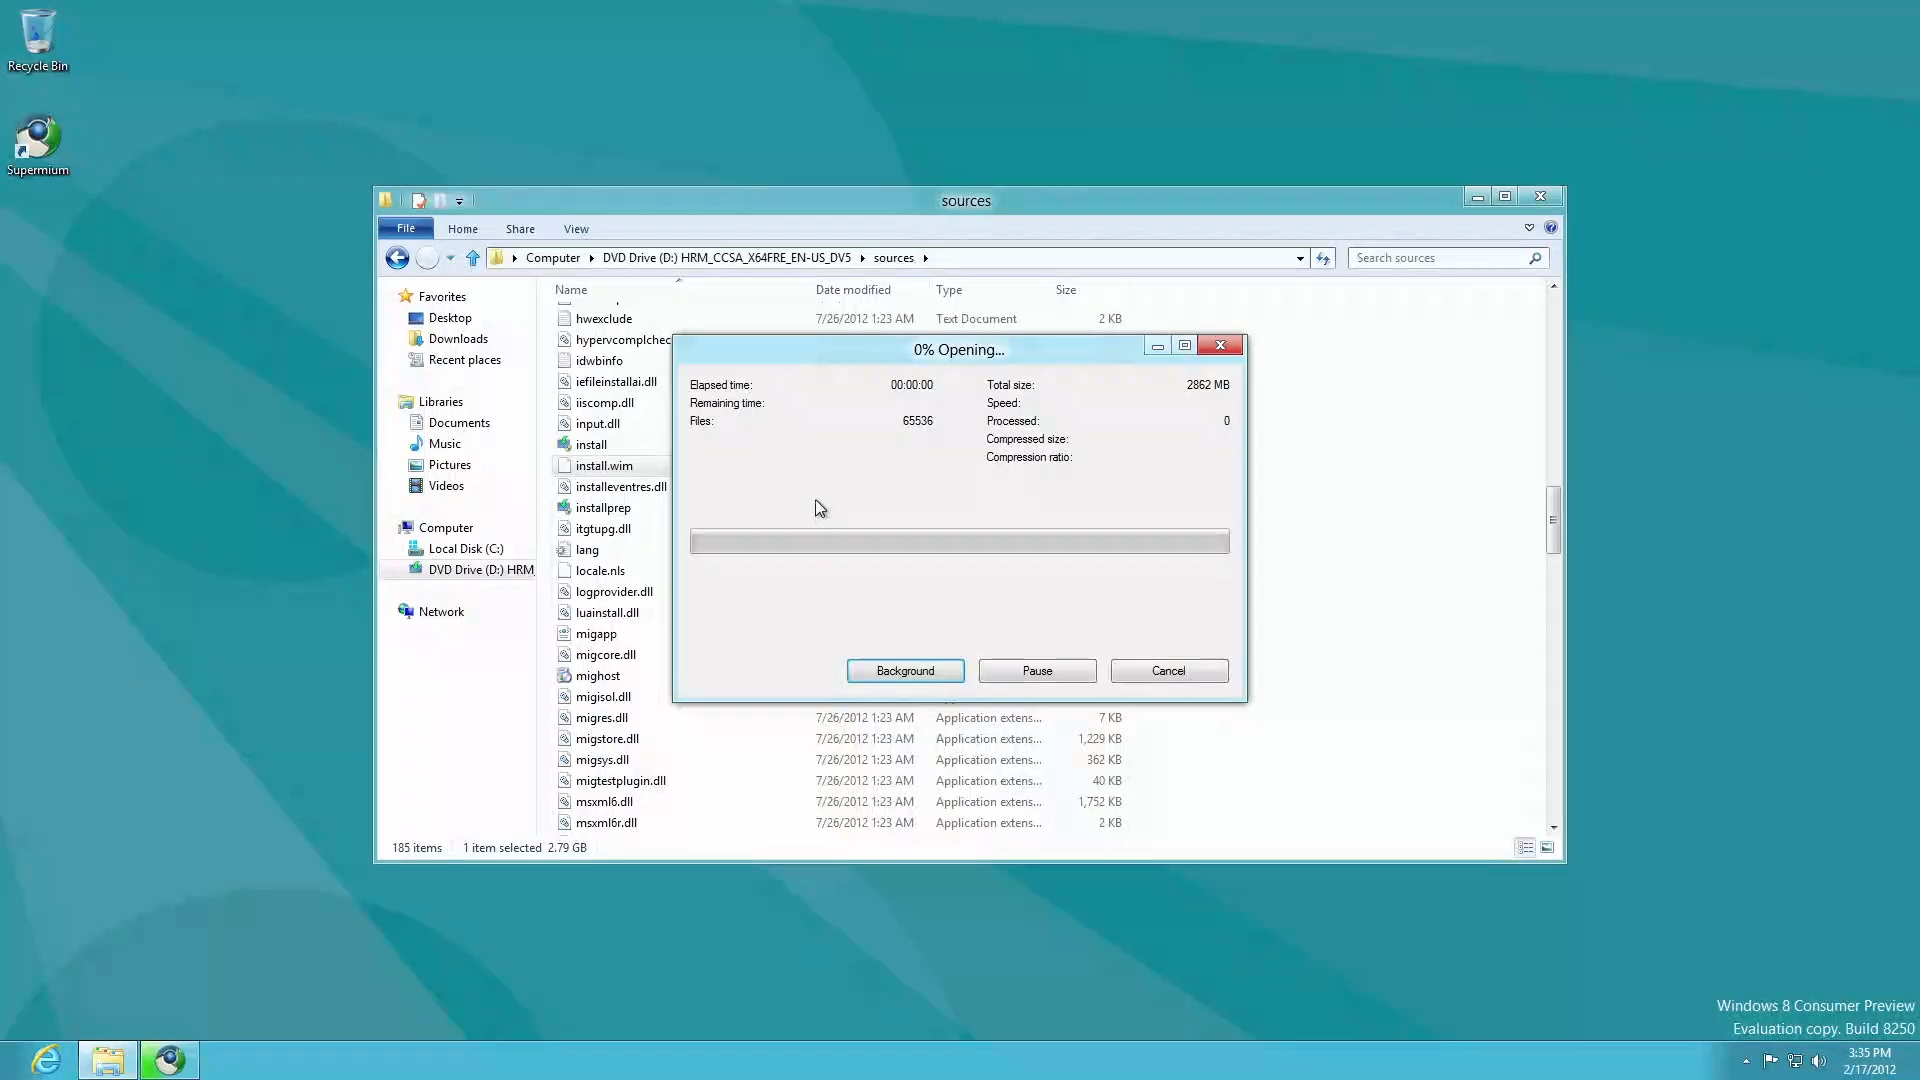 Recycle Bin
Supermium
sources
File
Home
Share
View
Computer
DVD Drive (D:) HRM_CCSA_X64FRE_EN-US_DV5
sources
Search sources
Favorites
Desktop
Downloads
Recent places
Libraries
Documents
Music
Pictures
Videos
Computer
Local Disk (C:)
DVD Drive (D:) HRM_
Network
Name Date modified Type Size
hwexclude 7/26/2012 1:23 AM Text Document 2 KB
hypervcomplchec
idwbinfo
iefileinstallai.dll
iiscomp.dll
input.dll
install
install.wim
installeventres.dll
installprep
itgtupg.dll
lang
locale.nls
logprovider.dll
luainstall.dll
migapp
migcore.dll
mighost
migisol.dll
migres.dll 7/26/2012 1:23 AM Application extens... 7 KB
migstore.dll 7/26/2012 1:23 AM Application extens... 1,229 KB
migsys.dll 7/26/2012 1:23 AM Application extens... 362 KB
migtestplugin.dll 7/26/2012 1:23 AM Application extens... 40 KB
msxml6.dll 7/26/2012 1:23 AM Application extens... 1,752 KB
msxml6r.dll 7/26/2012 1:23 AM Application extens... 2 KB
185 items 1 item selected 2.79 GB
0% Opening...
Elapsed time: 00:00:00
Remaining time:
Files: 65536
Total size: 2862 MB
Speed:
Processed: 0
Compressed size:
Compression ratio:
Background
Pause
Cancel
Windows 8 Consumer Preview
Evaluation copy. Build 8250
3:35 PM
2/17/2012